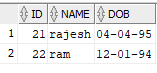 ID NAME DOB
1 21 rajesh 04-04-95
2 22 ram 12-01-94